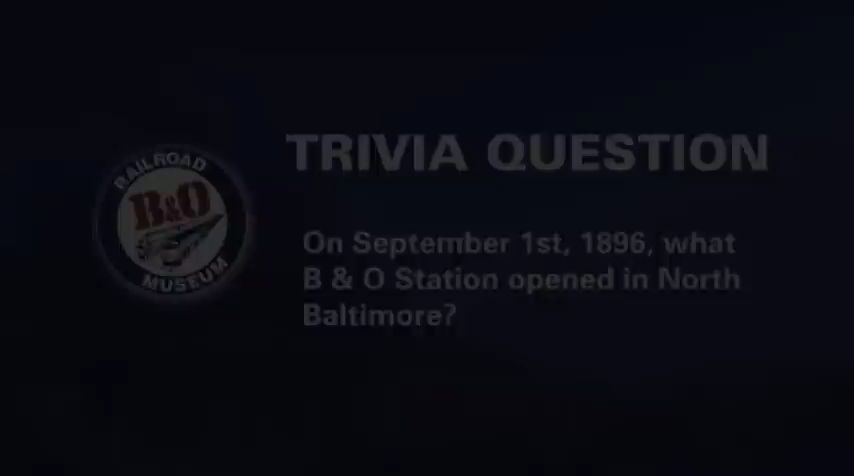 TRIVIA QUESTION
RAILROAD
B&O
MUSEUM
On September 1st, 1896, what
B & O Station opened in North
Baltimore?